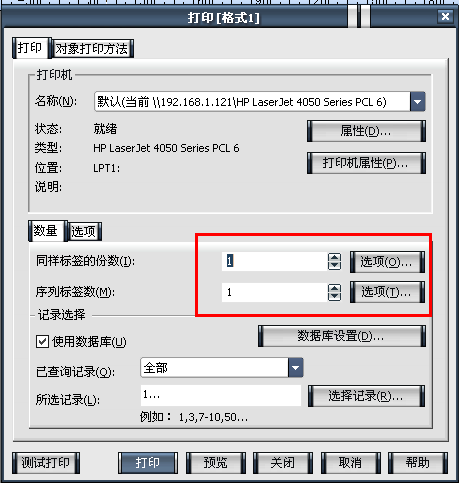 打印[格式1]
打印 对象打印方法
打印机
名称(N): 默认(当前 \\192.168.1.121\HP LaserJet 4050 Series PCL 6)
状态: 就绪 属性(D)...
类型: HP LaserJet 4050 Series PCL 6
位置: LPT1: 打印机属性(P)...
说明:
数量 选项
同样标签的份数(I): 1 选项(O)...
序列标签数(M): 1 选项(T)...
记录选择
使用数据库(U) 数据库设置(D)...
已查询记录(Q): 全部
所选记录(L): 1... 选择记录(R)...
例如： 1,3,7-10,50...
测试打印 打印 预览 关闭 取消 帮助